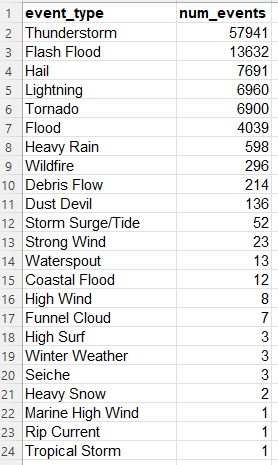 1 event_type num_events
2 Thunderstorm 57941
3 Flash Flood 13632
4 Hail 7691
5 Lightning 6960
6 Tornado 6900
7 Flood 4039
8 Heavy Rain 598
9 Wildfire 296
10 Debris Flow 214
11 Dust Devil 136
12 Storm Surge/Tide 52
13 Strong Wind 23
14 Waterspout 13
15 Coastal Flood 12
16 High Wind 8
17 Funnel Cloud 7
18 High Surf 3
19 Winter Weather 3
20 Seiche 3
21 Heavy Snow 2
22 Marine High Wind 1
23 Rip Current 1
24 Tropical Storm 1